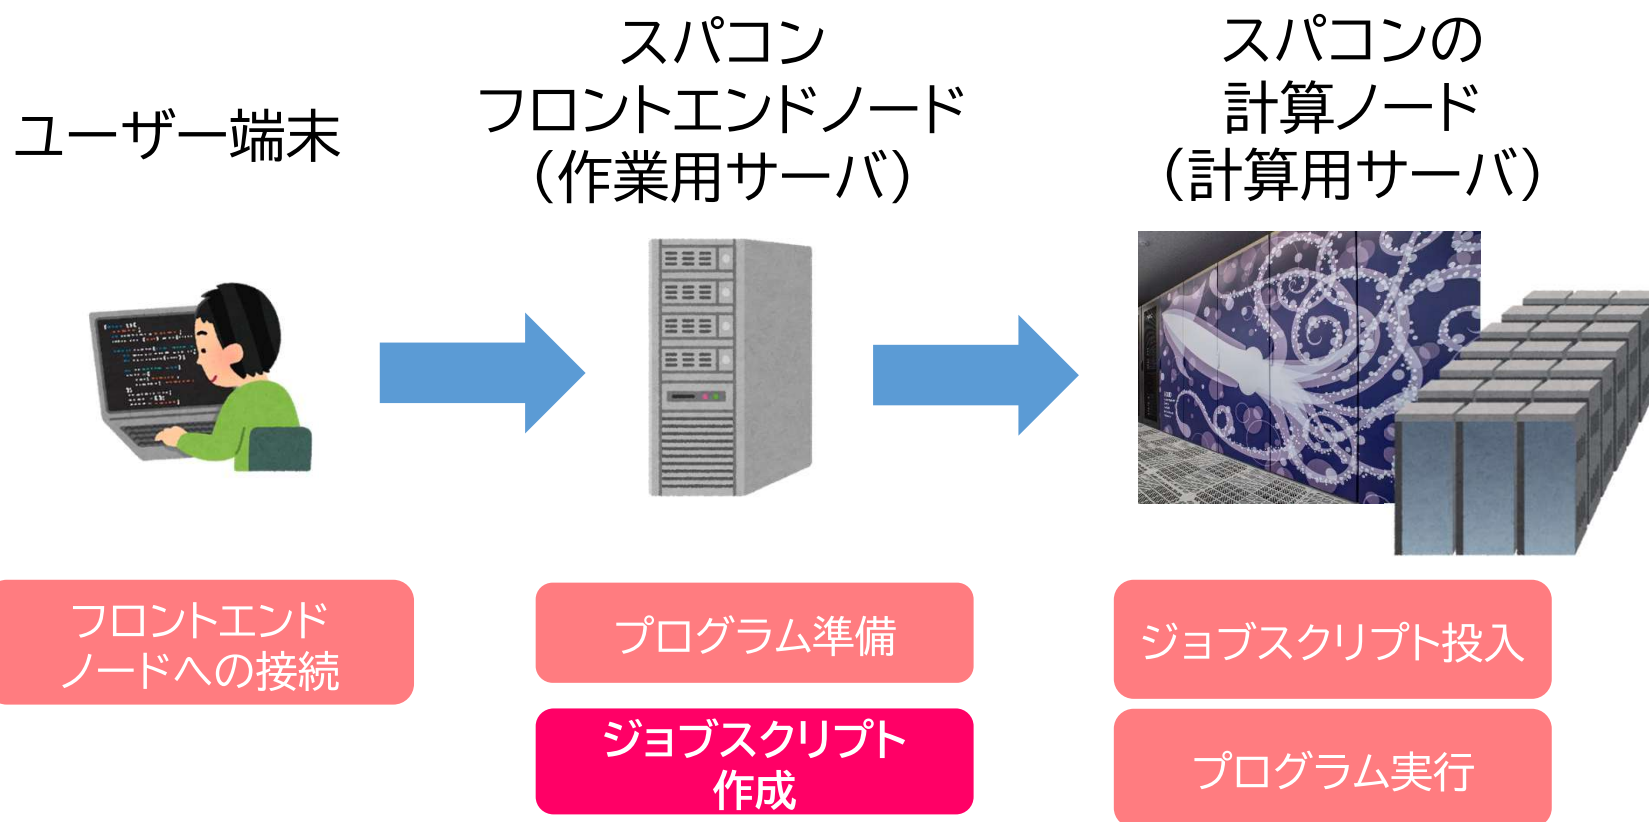 ユーザー端末
スパコン
フロントエンドノード
（作業用サーバ）
スパコンの
計算ノード
（計算用サーバ）
フロントエンド
ノードへの接続
プログラム準備
ジョブスクリプト
作成
ジョブスクリプト投入
プログラム実行